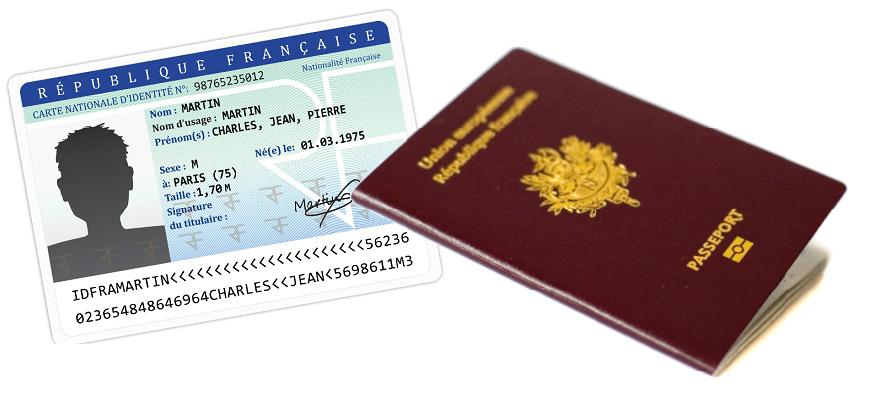 RÉPUBLIQUE FRANÇAISE
CARTE NATIONALE D'IDENTITÉ N°: 98765235012
Nationalité Française
Nom : MARTIN
Nom d'usage : MARTIN
Prénom(s) : CHARLES, JEAN, PIERRE
Sexe : M
Né(e) le: 01.03.1975
à: PARIS (75)
Taille : 1,70 M
Signature
du titulaire :
Martin
IDFRAMARTIN<<<<<<<<<<<<<<<<<<<<<<56236
023654848646964CHARLES<<JEAN<5698611M3
Union européenne
République française
PASSEPORT